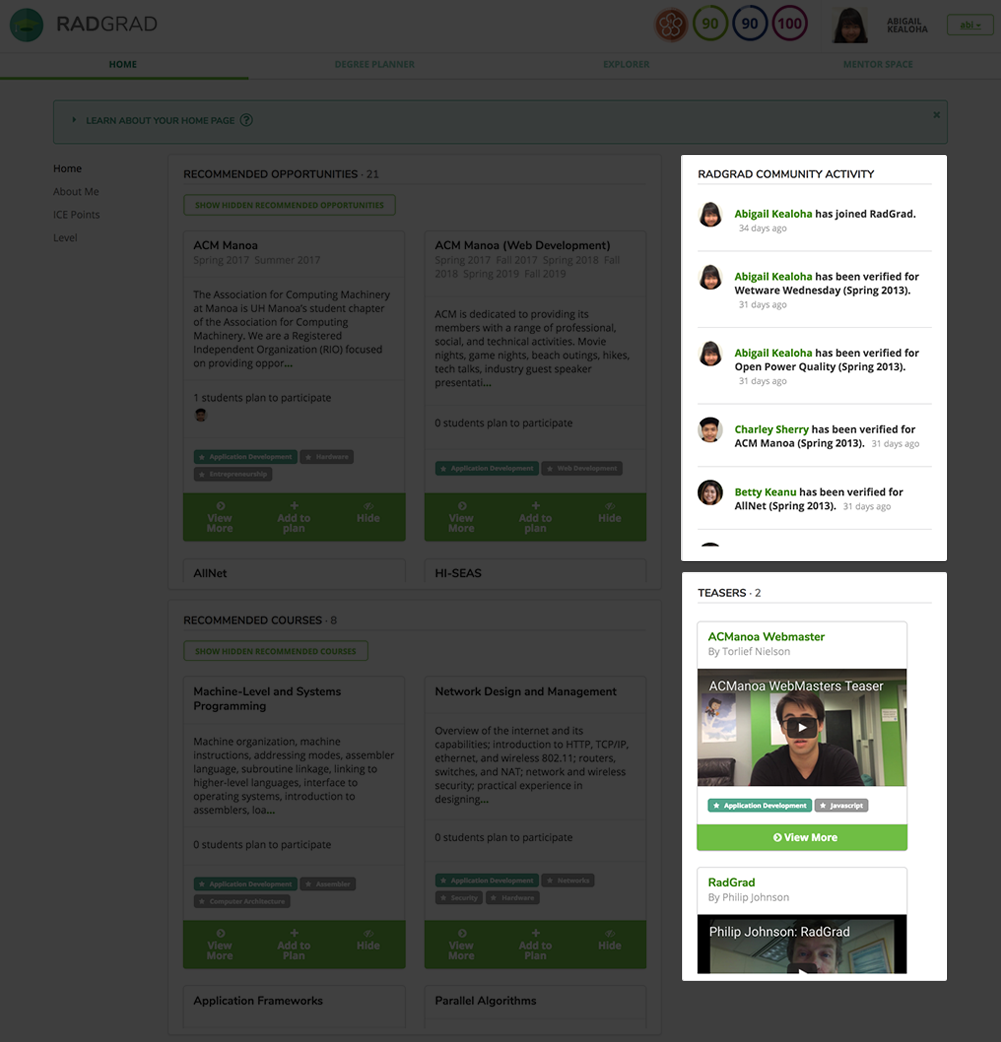 RADGRAD
90
90
100
ABIGAIL
KEALOHA
abi
HOME
DEGREE PLANNER
EXPLORER
MENTOR SPACE
LEARN ABOUT YOUR HOME PAGE ?
×
Home
About Me
ICE Points
Level
RECOMMENDED OPPORTUNITIES · 21
SHOW HIDDEN RECOMMENDED OPPORTUNITIES
ACM Manoa
Spring 2017 Summer 2017
The Association for Computing Machinery
at Manoa is UH Manoa's student chapter
of the Association for Computing
Machinery. We are a Registered
Independent Organization (RIO) focused
on providing oppor...
1 students plan to participate
Application Development
Hardware
Entrepreneurship
View
More
Add to
plan
Hide
ACM Manoa (Web Development)
Spring 2017 Fall 2017 Spring 2018 Fall
2018 Spring 2019 Fall 2019
ACM is dedicated to providing its
members with a range of professional,
social, and technical activities. Movie
nights, game nights, beach outings, hikes,
tech talks, industry guest speaker
presentati...
0 students plan to participate
Application Development
Web Development
View
More
Add to
plan
Hide
AllNet
HI-SEAS
RECOMMENDED COURSES · 8
SHOW HIDDEN RECOMMENDED COURSES
Machine-Level and Systems
Programming
Machine organization, machine
instructions, addressing modes, assembler
language, subroutine linkage, linking to
higher-level languages, interface to
operating systems, introduction to
assemblers, loa...
0 students plan to participate
Application Development
Assembler
Computer Architecture
View
More
Add to
Plan
Hide
Network Design and Management
Overview of the internet and its
capabilities; introduction to HTTP, TCP/IP,
ethernet, and wireless 802.11; routers,
switches, and NAT; network and wireless
security; practical experience in
designing...
0 students plan to participate
Application Development
Networks
Security
Hardware
View
More
Add to
Plan
Hide
Application Frameworks
Parallel Algorithms
RADGRAD COMMUNITY ACTIVITY
Abigail Kealoha has joined RadGrad.
34 days ago
Abigail Kealoha has been verified for
Wetware Wednesday (Spring 2013).
31 days ago
Abigail Kealoha has been verified for
Open Power Quality (Spring 2013).
31 days ago
Charley Sherry has been verified for
ACM Manoa (Spring 2013). 31 days ago
Betty Keanu has been verified for
AllNet (Spring 2013). 31 days ago
TEASERS · 2
ACManoa Webmaster
By Torlief Nielson
ACManoa WebMasters Teaser
Application Development
Javascript
View More
RadGrad
By Philip Johnson
Philip Johnson: RadGrad